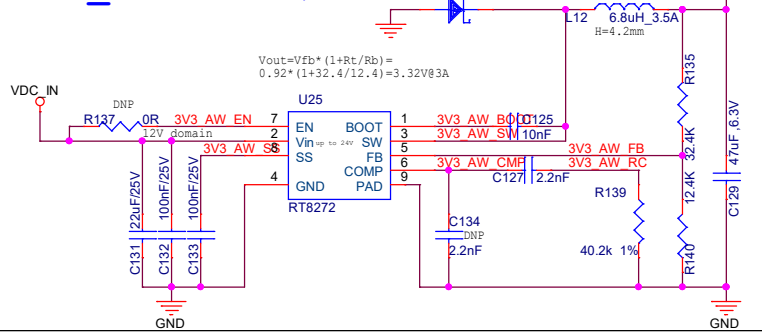 L12
6.8uH_3.5A
H=4.2mm
Vout=Vfb*(1+Rt/Rb)=
0.92*(1+32.4/12.4)=3.32V@3A
R135
32.4K
VDC_IN
DNP
R137
0R
3V3_AW_EN
12V domain
3V3_AW_SS
7
2
8
4
U25
EN
Vin
up to 24V
SS
GND
BOOT
SW
FB
COMP
PAD
RT8272
1
3
5
6
9
3V3_AW_BOOT
3V3_AW_SW
C125
10nF
3V3_AW_FB
3V3_AW_CMP
3V3_AW_RC
C127
2.2nF
R139
40.2k 1%
12.4K
R140
47uF,6.3V
C129
C134
DNP
2.2nF
22uF/25V
C131
100nF/25V
C132
100nF/25V
C133
GND
GND